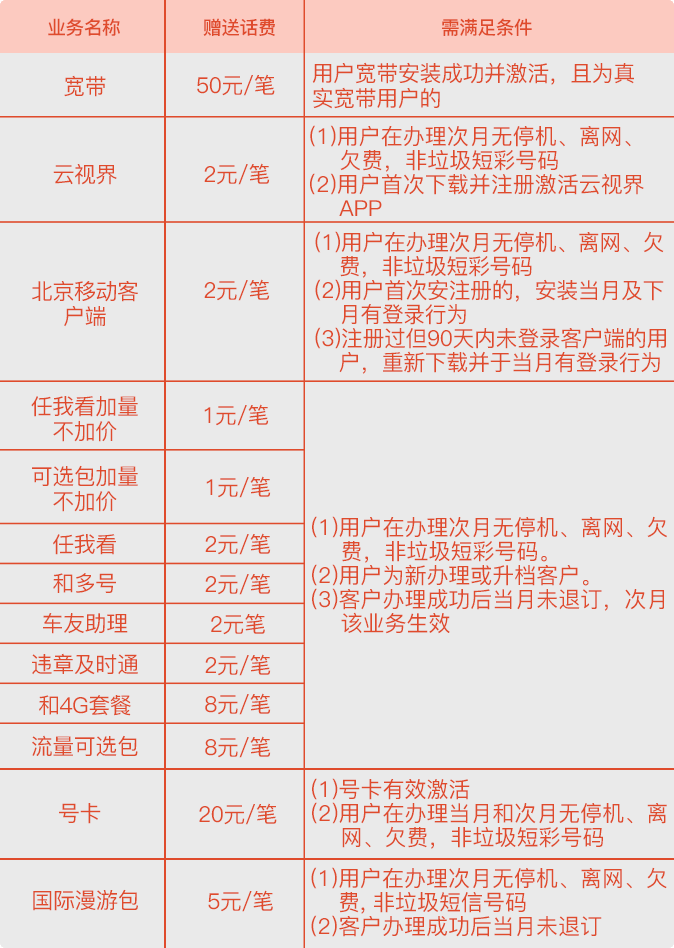 业务名称
赠送话费
需满足条件
宽带
50元/笔
用户宽带安装成功并激活，且为真
实宽带用户的
云视界
2元/笔
(1)用户在办理次月无停机、离网、
欠费，非垃圾短彩号码
(2)用户首次下载并注册激活云视界
APP
北京移动客
户端
2元/笔
(1)用户在办理次月无停机、离网、欠
费，非垃圾短彩号码
(2)用户首次安注册的，安装当月及下
月有登录行为
(3)注册过但90天内未登录客户端的用
户，重新下载并于当月有登录行为
任我看加量
不加价
1元/笔
可选包加量
不加价
1元/笔
任我看
2元/笔
和多号
2元/笔
车友助理
2元笔
违章及时通
2元/笔
和4G套餐
8元/笔
流量可选包
8元/笔
(1)用户在办理次月无停机、离网、欠
费，非垃圾短彩号码。
(2)用户为新办理或升档客户。
(3)客户办理成功后当月未退订，次月
该业务生效
号卡
20元/笔
(1)号卡有效激活
(2)用户在办理当月和次月无停机、离
网、欠费，非垃圾短彩号码
国际漫游包
5元/笔
(1)用户在办理次月无停机、离网、欠
费, 非垃圾短信号码
(2)客户办理成功后当月未退订